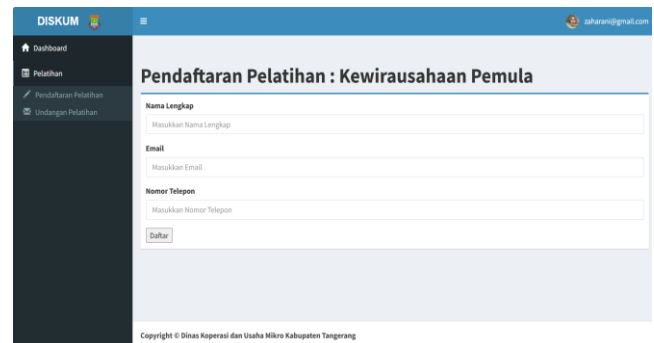 DISKUM
zaharani@gmail.com
Dashboard
Pelatihan
Pendaftaran Pelatihan
Undangan Pelatihan
Pendaftaran Pelatihan : Kewirausahaan Pemula
Nama Lengkap
Masukkan Nama Lengkap
Email
Masukkan Email
Nomor Telepon
Masukkan Nomor Telepon
Daftar
Copyright © Dinas Koperasi dan Usaha Mikro Kabupaten Tangerang